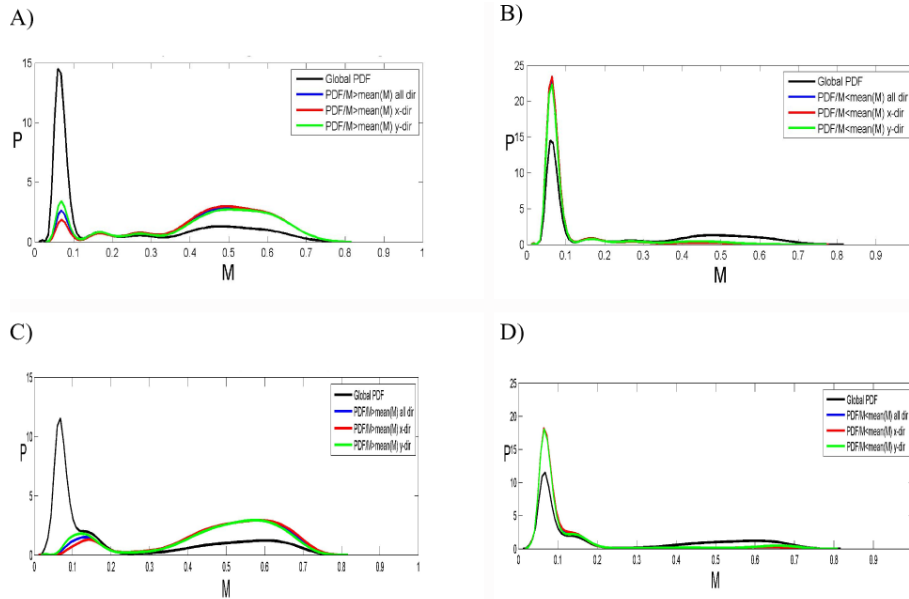 A)
15
10
5
0
P
0 0.1 0.2 0.3 0.4 0.5 0.6 0.7 0.8 0.9 1
M
Global PDF
PDF/M>mean(M) all dir
PDF/M>mean(M) x-dir
PDF/M>mean(M) y-dir
B)
25
20
15
10
5
0
P
0 0.1 0.2 0.3 0.4 0.5 0.6 0.7 0.8 0.9
M
Global PDF
PDF/M<mean(M) all dir
PDF/M<mean(M) x-dir
PDF/M<mean(M) y-dir
C)
15
10
5
0
P
0 0.1 0.2 0.3 0.4 0.5 0.6 0.7 0.8 0.9 1
M
Global PDF
PDF/M>mean(M) all dir
PDF/M>mean(M) x-dir
PDF/M>mean(M) y-dir
D)
25
20
15
10
5
0
P
0 0.1 0.2 0.3 0.4 0.5 0.6 0.7 0.8 0.9
M
Global PDF
PDF/M<mean(M) all dir
PDF/M<mean(M) x-dir
PDF/M<mean(M) y-dir